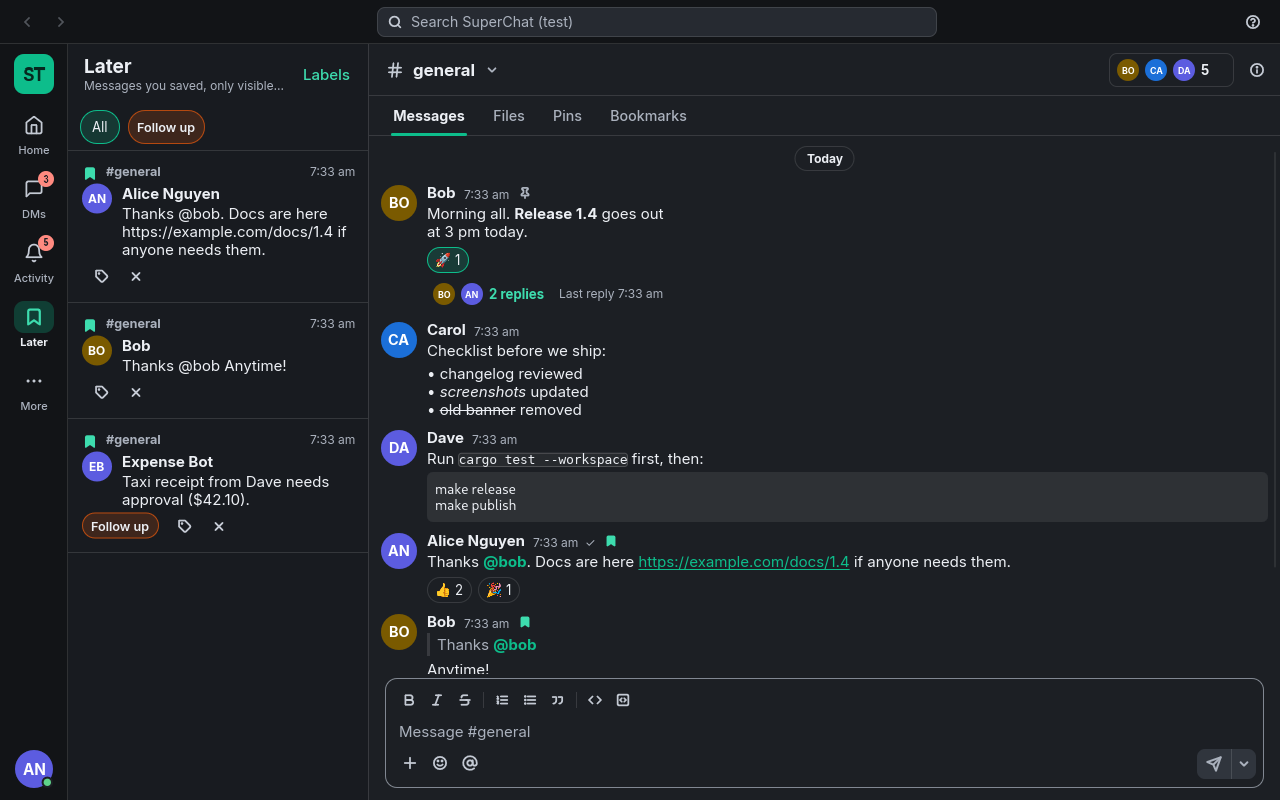 Search SuperChat (test)
ST
Home
3
DMs
5
Activity
Later
More
AN
Later
Messages you saved, only visible...
Labels
All
Follow up
#general
7:33 am
AN
Alice Nguyen
Thanks @bob. Docs are here
https://example.com/docs/1.4 if
anyone needs them.
#general
7:33 am
BO
Bob
Thanks @bob Anytime!
#general
7:33 am
EB
Expense Bot
Taxi receipt from Dave needs
approval ($42.10).
Follow up
# general
BO CA DA 5
Messages Files Pins Bookmarks
Today
BO
Bob 7:33 am
Morning all. Release 1.4 goes out
at 3 pm today.
🚀 1
BO AN 2 replies Last reply 7:33 am
CA
Carol 7:33 am
Checklist before we ship:
• changelog reviewed
• screenshots updated
• old banner removed
DA
Dave 7:33 am
Run cargo test --workspace first, then:
make release
make publish
AN
Alice Nguyen 7:33 am ✓
Thanks @bob. Docs are here https://example.com/docs/1.4 if anyone needs them.
👍 2 🎉 1
BO
Bob 7:33 am
Thanks @bob
Anytime!
Message #general